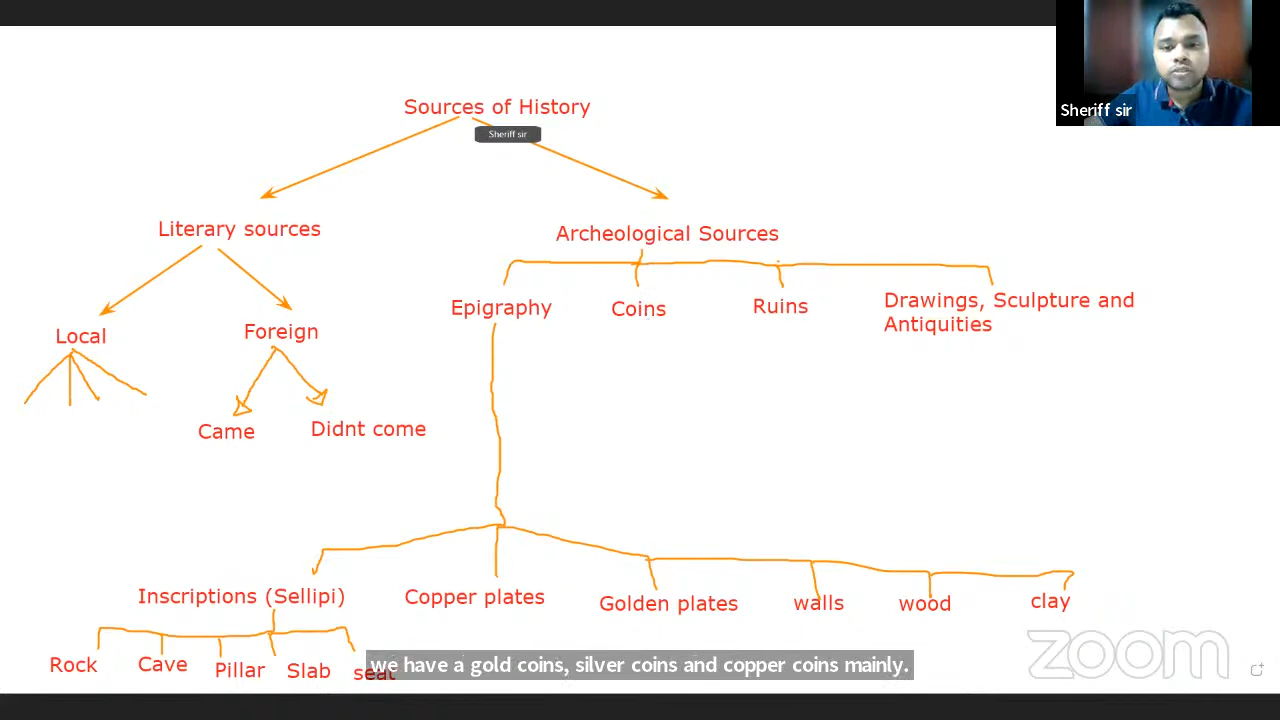 Sources of History
Sheriff sir
Sheriff sir
Literary sources
Archeological Sources
Local
Foreign
Epigraphy
Coins
Ruins
Drawings, Sculpture and
Antiquities
Came
Didnt come
Inscriptions (Sellipi)
Copper plates
Golden plates
walls
wood
clay
Rock
Cave
Pillar
Slab
seat
we have a gold coins, silver coins and copper coins mainly.
zoom